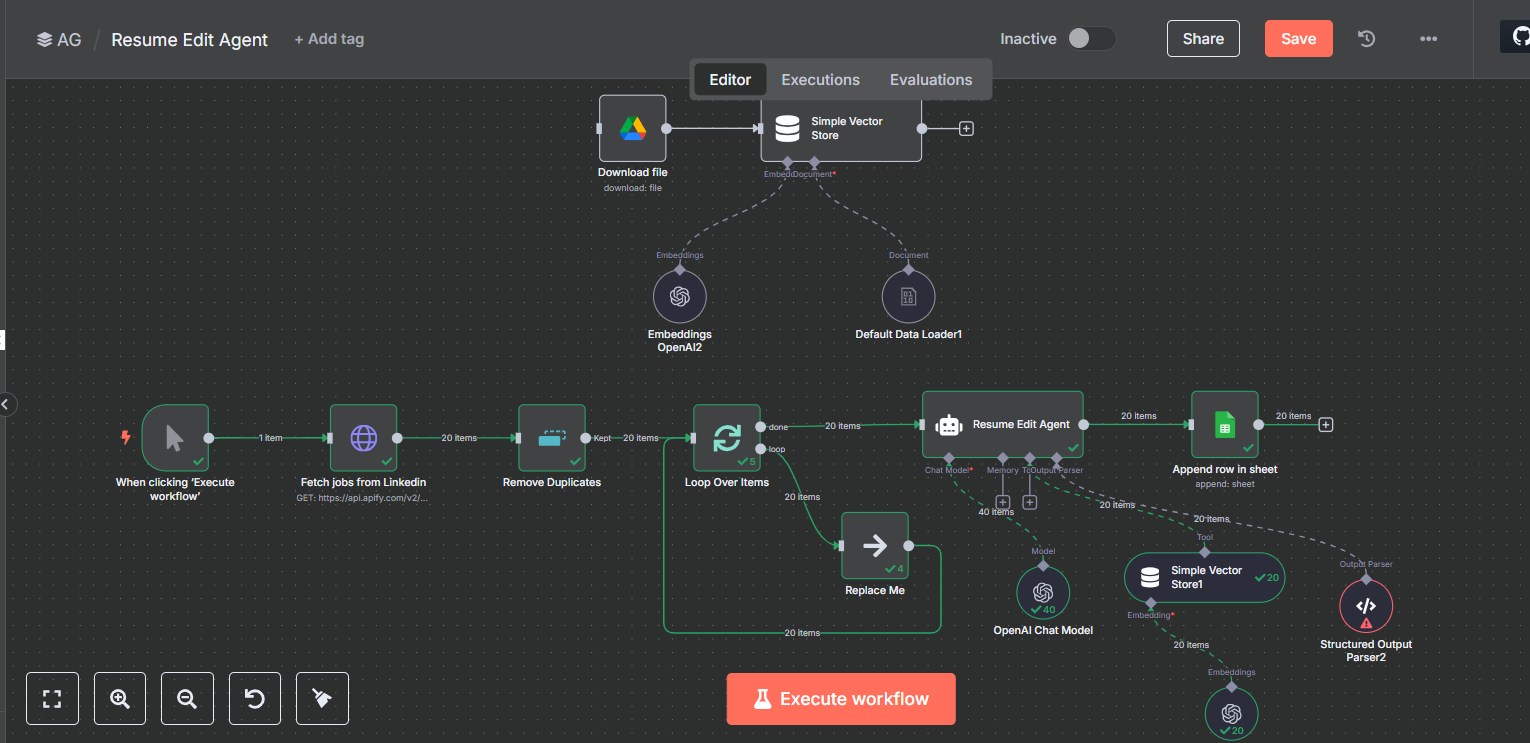 AG / Resume Edit Agent + Add tag
Inactive
Share
Save
Editor Executions Evaluations
Download file
download: file
Simple Vector
Store
Document*
Embeddings
Document
Embeddings
OpenAI2
Default Data Loader1
When clicking ‘Execute
workflow’
1 item
Fetch jobs from Linkedin
GET: https://api.apify.com/v2/...
20 items
Remove Duplicates
Kept
20 items
Loop Over Items
5
done
loop
20 items
20 items
Replace Me
4
20 items
Resume Edit Agent
Chat Model*
Memory
Output Parser
20 items
Append row in sheet
append: sheet
20 items
40 items
Model
OpenAI Chat Model
40
20 items
20 items
Tool
Simple Vector
Store1
20
Embedding*
20 items
Embeddings
20
Output Parser
Structured Output
Parser2
Execute workflow